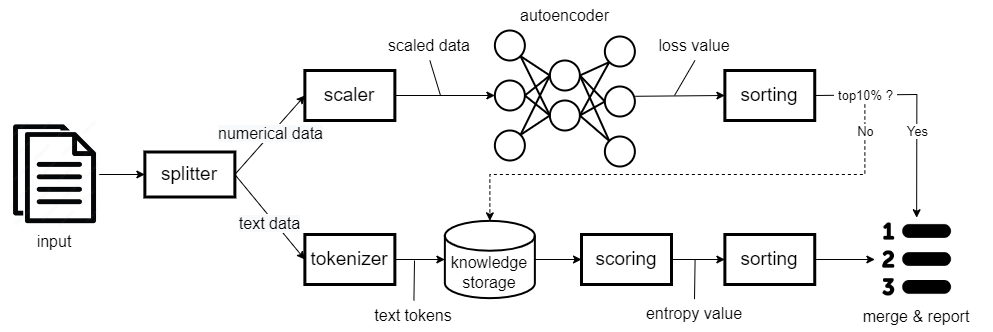 autoencoder
scaled data
loss value
scaler
sorting
top10% ?
numerical data
No
Yes
splitter
input
text data
tokenizer
knowledge
storage
scoring
sorting
1
2
3
text tokens
entropy value
merge & report